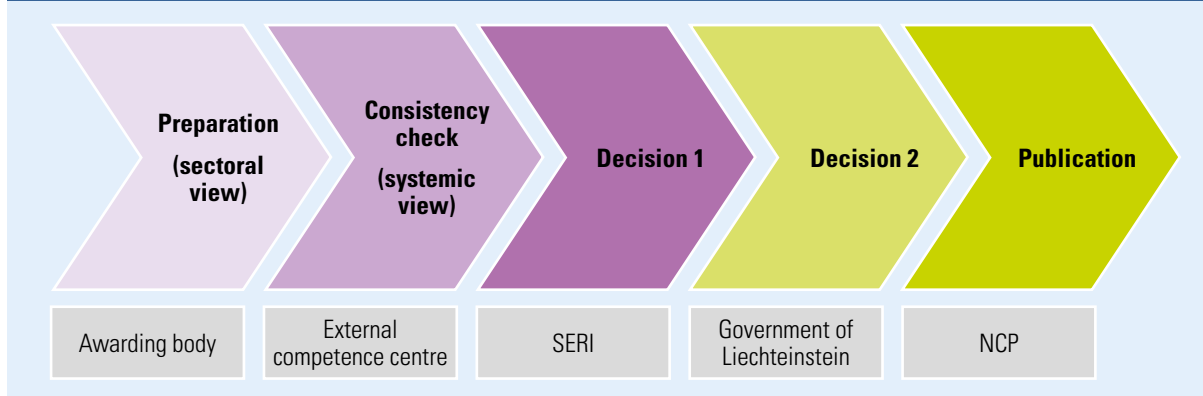 Preparation
(sectoral
view)
Consistency
check
(systemic
view)
Decision 1
Decision 2
Publication
Awarding body
External
competence centre
SERI
Government of
Liechteinstein
NCP